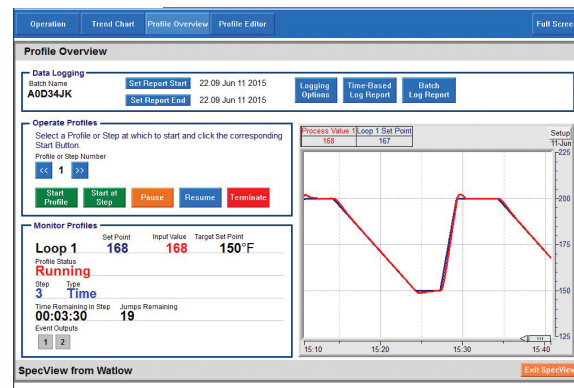 Operation Trend Chart Profile Overview Profile Editor Full Scree
Profile Overview
Data Logging
Batch Name
A0D34JK
Set Report Start 22.09 Jun 11 2015
Set Report End 22.09 Jun 11 2015
Logging Options
Time-Based Log Report
Batch Log Report
Operate Profiles
Select a Profile or Step at which to start and click the corresponding
Start Button.
Profile or Step Number
<< 1 >>
Start Profile
Start at Step
Pause
Resume
Terminate
Monitor Profiles
Set Point Input Value Target Set Point
Loop 1 168 168 150°F
Profile Status
Running
Step Type
3 Time
Time Remaining in Step Jumps Remaining
00:03:30 19
Event Outputs
1 2
Process Value 1 Loop 1 Set Point
168 167
Setup
11-Jun
225
200
175
150
125
15:10 15:20 15:30 15:40
SpecView from Watlow
Exit SpecView